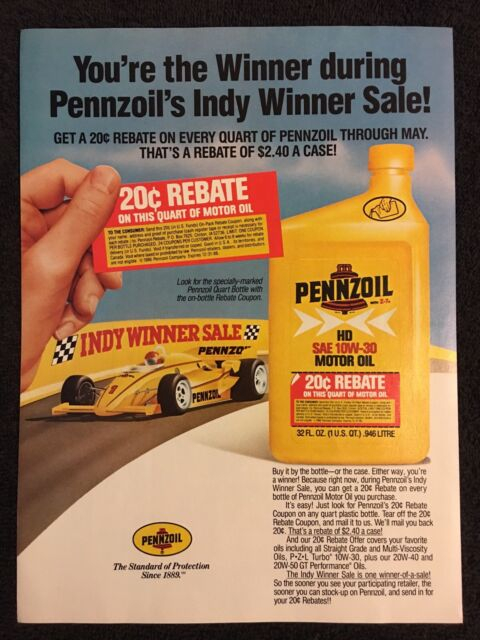 You're the Winner during
Pennzoil's Indy Winner Sale!
GET A 20¢ REBATE ON EVERY QUART OF PENNZOIL THROUGH MAY.
THAT'S A REBATE OF $2.40 A CASE!
20¢ REBATE
ON THIS QUART OF MOTOR OIL
TO THE CONSUMER:
Look for the specially-marked
Pennzoil Quart Bottle with
the on-bottle Rebate Coupon.
INDY WINNER SALE
PENNZO
PENNZOIL
PENNZOIL
WITH Z-7
HD
SAE 10W-30
MOTOR OIL
20¢ REBATE
ON THIS QUART OF MOTOR OIL
32 FL. OZ. (1 U.S. QT.) .946 LITRE
Buy it by the bottle—or the case. Either way, you're
a winner! Because right now, during Pennzoil's Indy
Winner Sale, you can get a 20¢ Rebate on every
bottle of Pennzoil Motor Oil you purchase.
It's easy! Just look for Pennzoil's 20¢ Rebate
Coupon on any quart plastic bottle. Tear off the 20¢
Rebate Coupon, and mail it to us. We'll mail you back
20¢. That's a rebate of $2.40 a case!
And our 20¢ Rebate Offer covers your favorite
oils including all Straight Grade and Multi-Viscosity
Oils, P•Z•L Turbo® 10W-30, plus our 20W-40 and
20W-50 GT Performance® Oils.
The Indy Winner Sale is one winner-of-a-sale!
So the sooner you see your participating retailer, the
sooner you can stock-up on Pennzoil, and send in for
your 20¢ Rebates!!
PENNZOIL
The Standard of Protection
Since 1889.